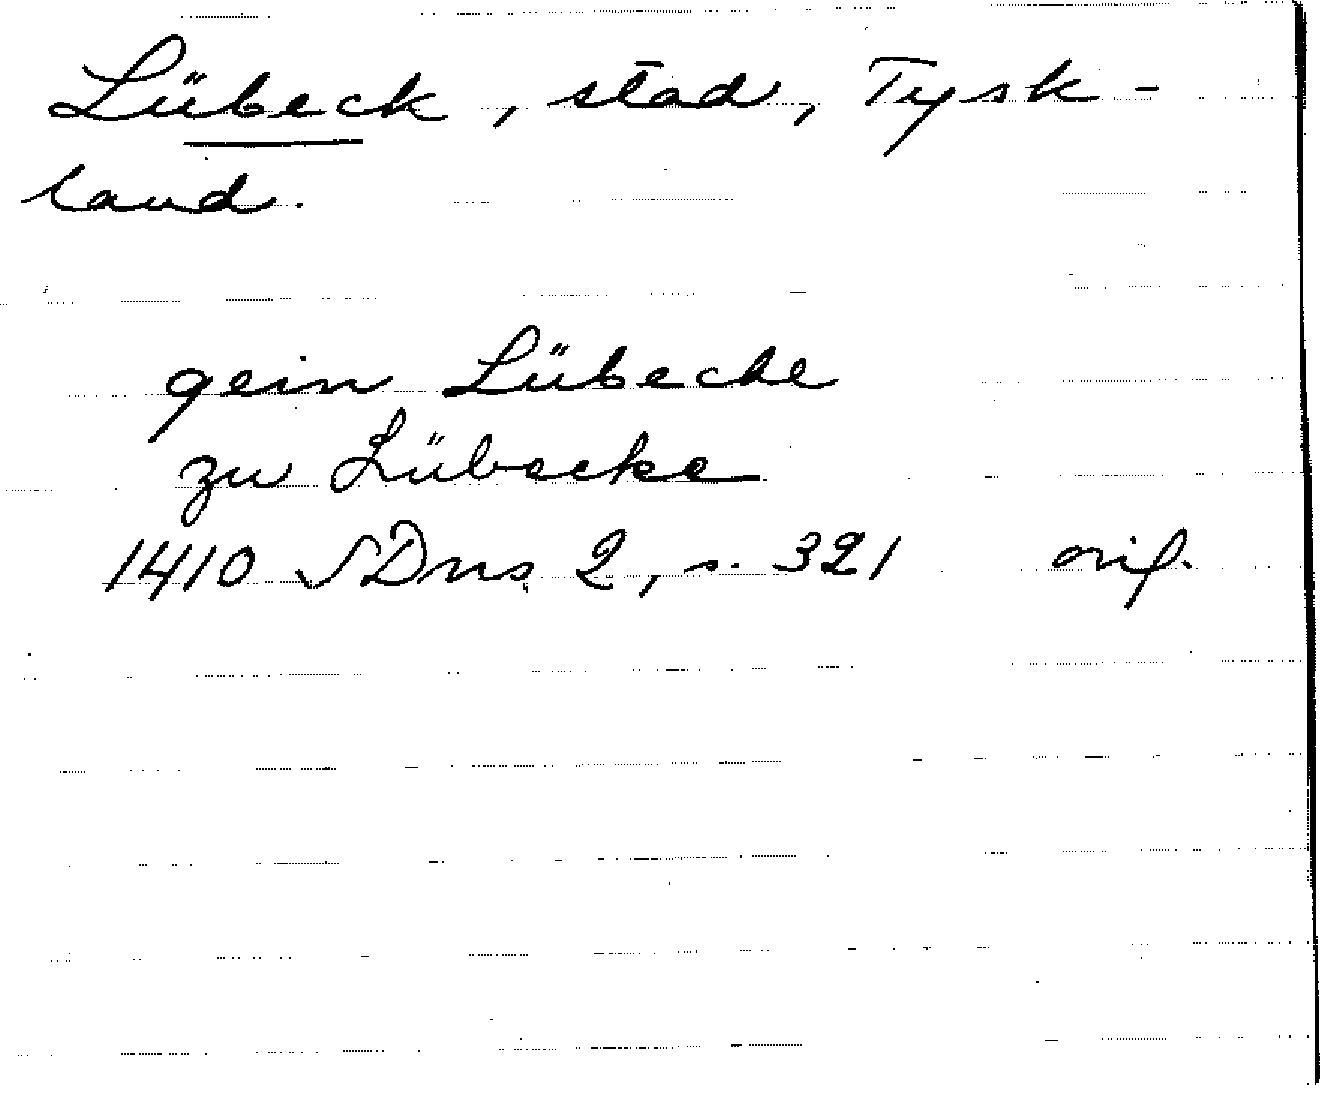 Lübeck, stad, Tysk-
land.
gein Lübecke
zu Lübecke
1410 SDns 2, s. 321 orig.